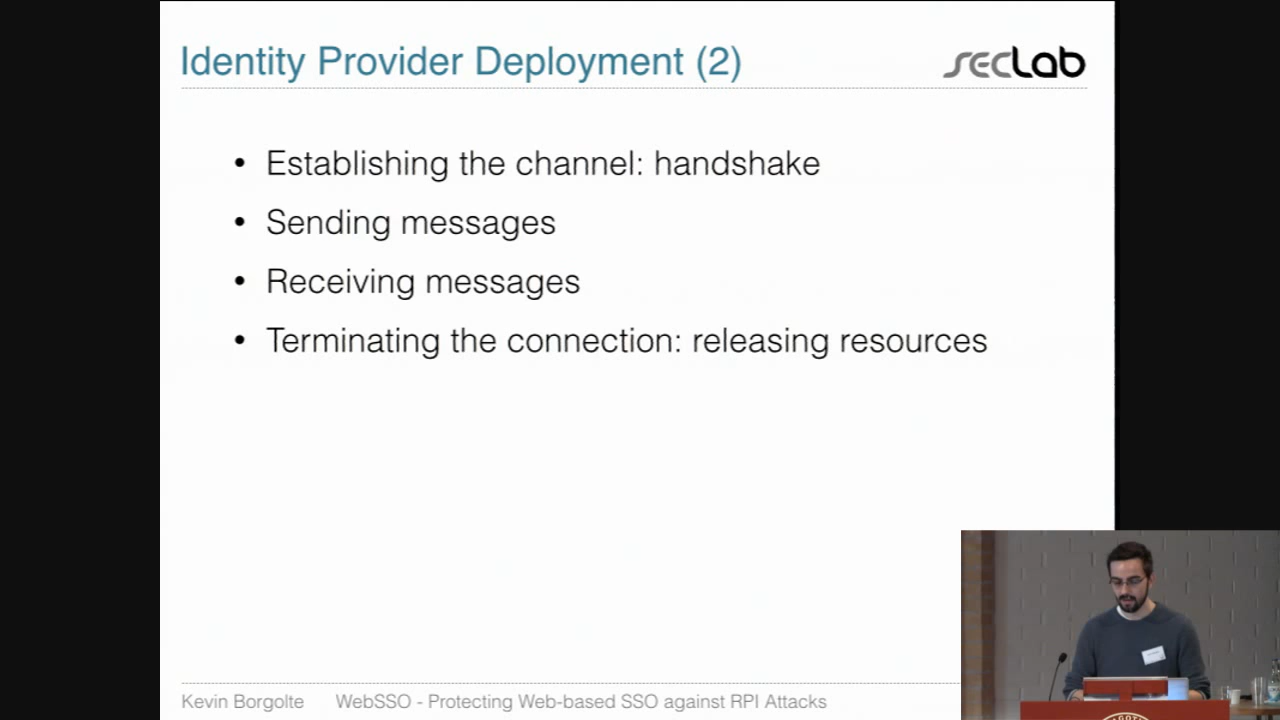 Identity Provider Deployment (2)
secLab
• Establishing the channel: handshake
• Sending messages
• Receiving messages
• Terminating the connection: releasing resources
Kevin Borgolte WebSSO - Protecting Web-based SSO against RPI Attacks